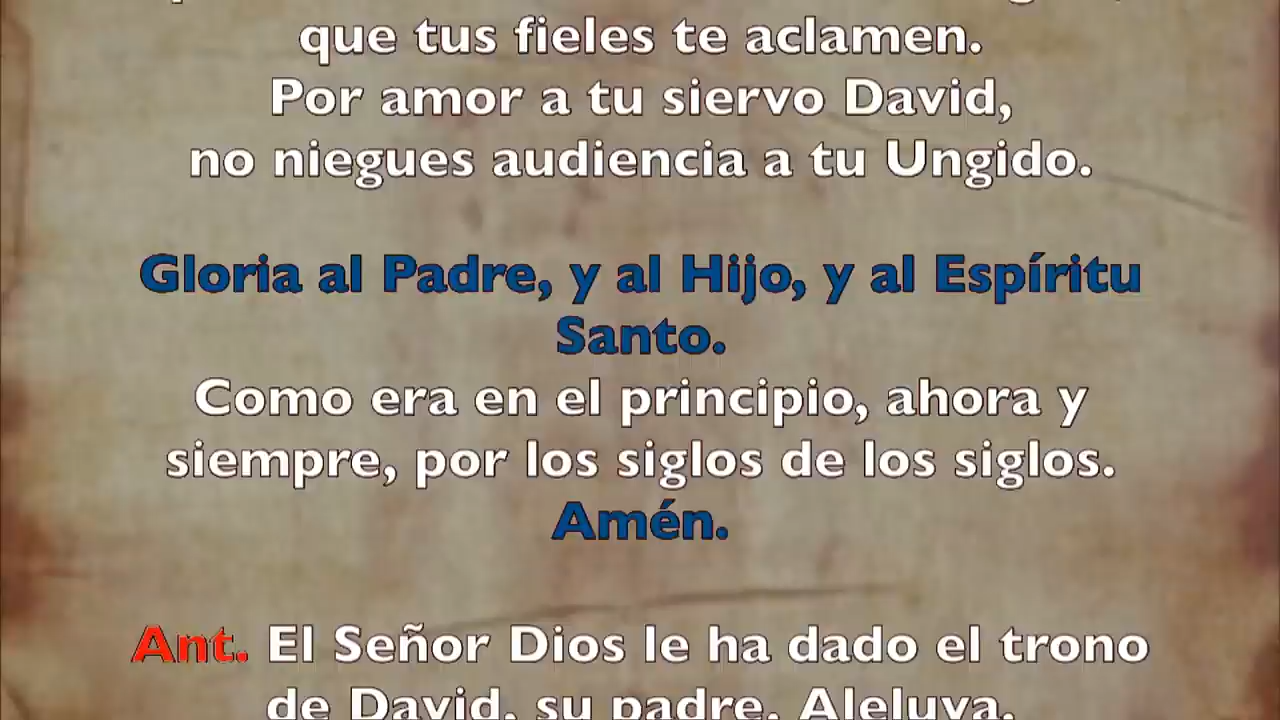 que tus fieles te aclamen.
Por amor a tu siervo David,
no niegues audiencia a tu Ungido.
Gloria al Padre, y al Hijo, y al Espíritu
Santo.
Como era en el principio, ahora y
siempre, por los siglos de los siglos.
Amén.
Ant. El Señor Dios le ha dado el trono
de David, su padre. Aleluya.